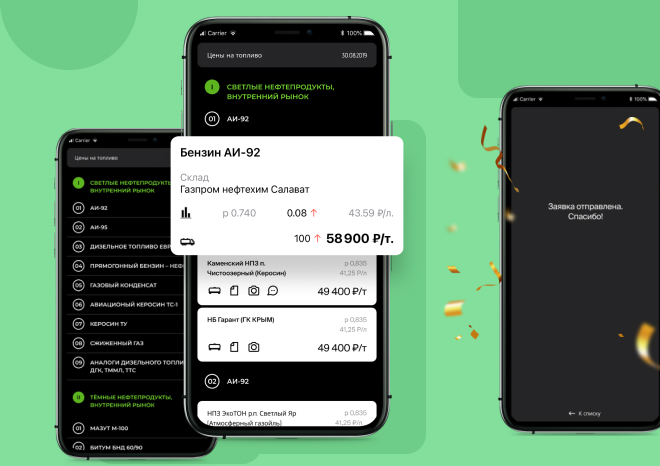 Carrier
Цены на топливо
I
СВЕТЛЫЕ НЕФТЕПРОДУКТЫ
ВНУТРЕННИЙ РЫНОК
01 АИ-92
02 АИ-95
03 ДИЗЕЛЬНОЕ ТОПЛИВО ЕВР
04 ПРЯМОГОННЫЙ БЕНЗИН – НЕФ
05 ГАЗОВЫЙ КОНДЕНСАТ
06 АВИАЦИОННЫЙ КЕРОСИН ТС-1
07 КЕРОСИН ТУ
08 СЖИЖЕННЫЙ ГАЗ
09 АНАЛОГИ ДИЗЕЛЬНОГО ТОПЛИ
ДГК, ТММЛ, ТТС
II
ТЁМНЫЕ НЕФТЕПРОДУКТЫ,
ВНУТРЕННИЙ РЫНОК
01 МАЗУТ М-100
02 БИТУМ БНД 60/90
Carrier 100%
Цены на топливо 30.08.2019
I
СВЕТЛЫЕ НЕФТЕПРОДУКТЫ,
ВНУТРЕННИЙ РЫНОК
01 АИ-92
Бензин АИ-92
Склад
Газпром нефтехим Салават
р 0.740 0.08 ↑ 43.59 ₽/л.
100 ↑ 58 900 ₽/т.
Каменский НПЗ п. р 0,835
Чистоозерный (Керосин) 41,25 Р/л
49 400 ₽/т
НБ Гарант (ГК КРЫМ) р 0,835
41,25 Р/л
49 400 ₽/т
02 АИ-92
НПЗ ЭкоТОН рп. Светлый Яр р 0,835
(Атмосферный газойль) 41,25 Р/л
Carrier 100%
Заявка отправлена.
Спасибо!
← К списку